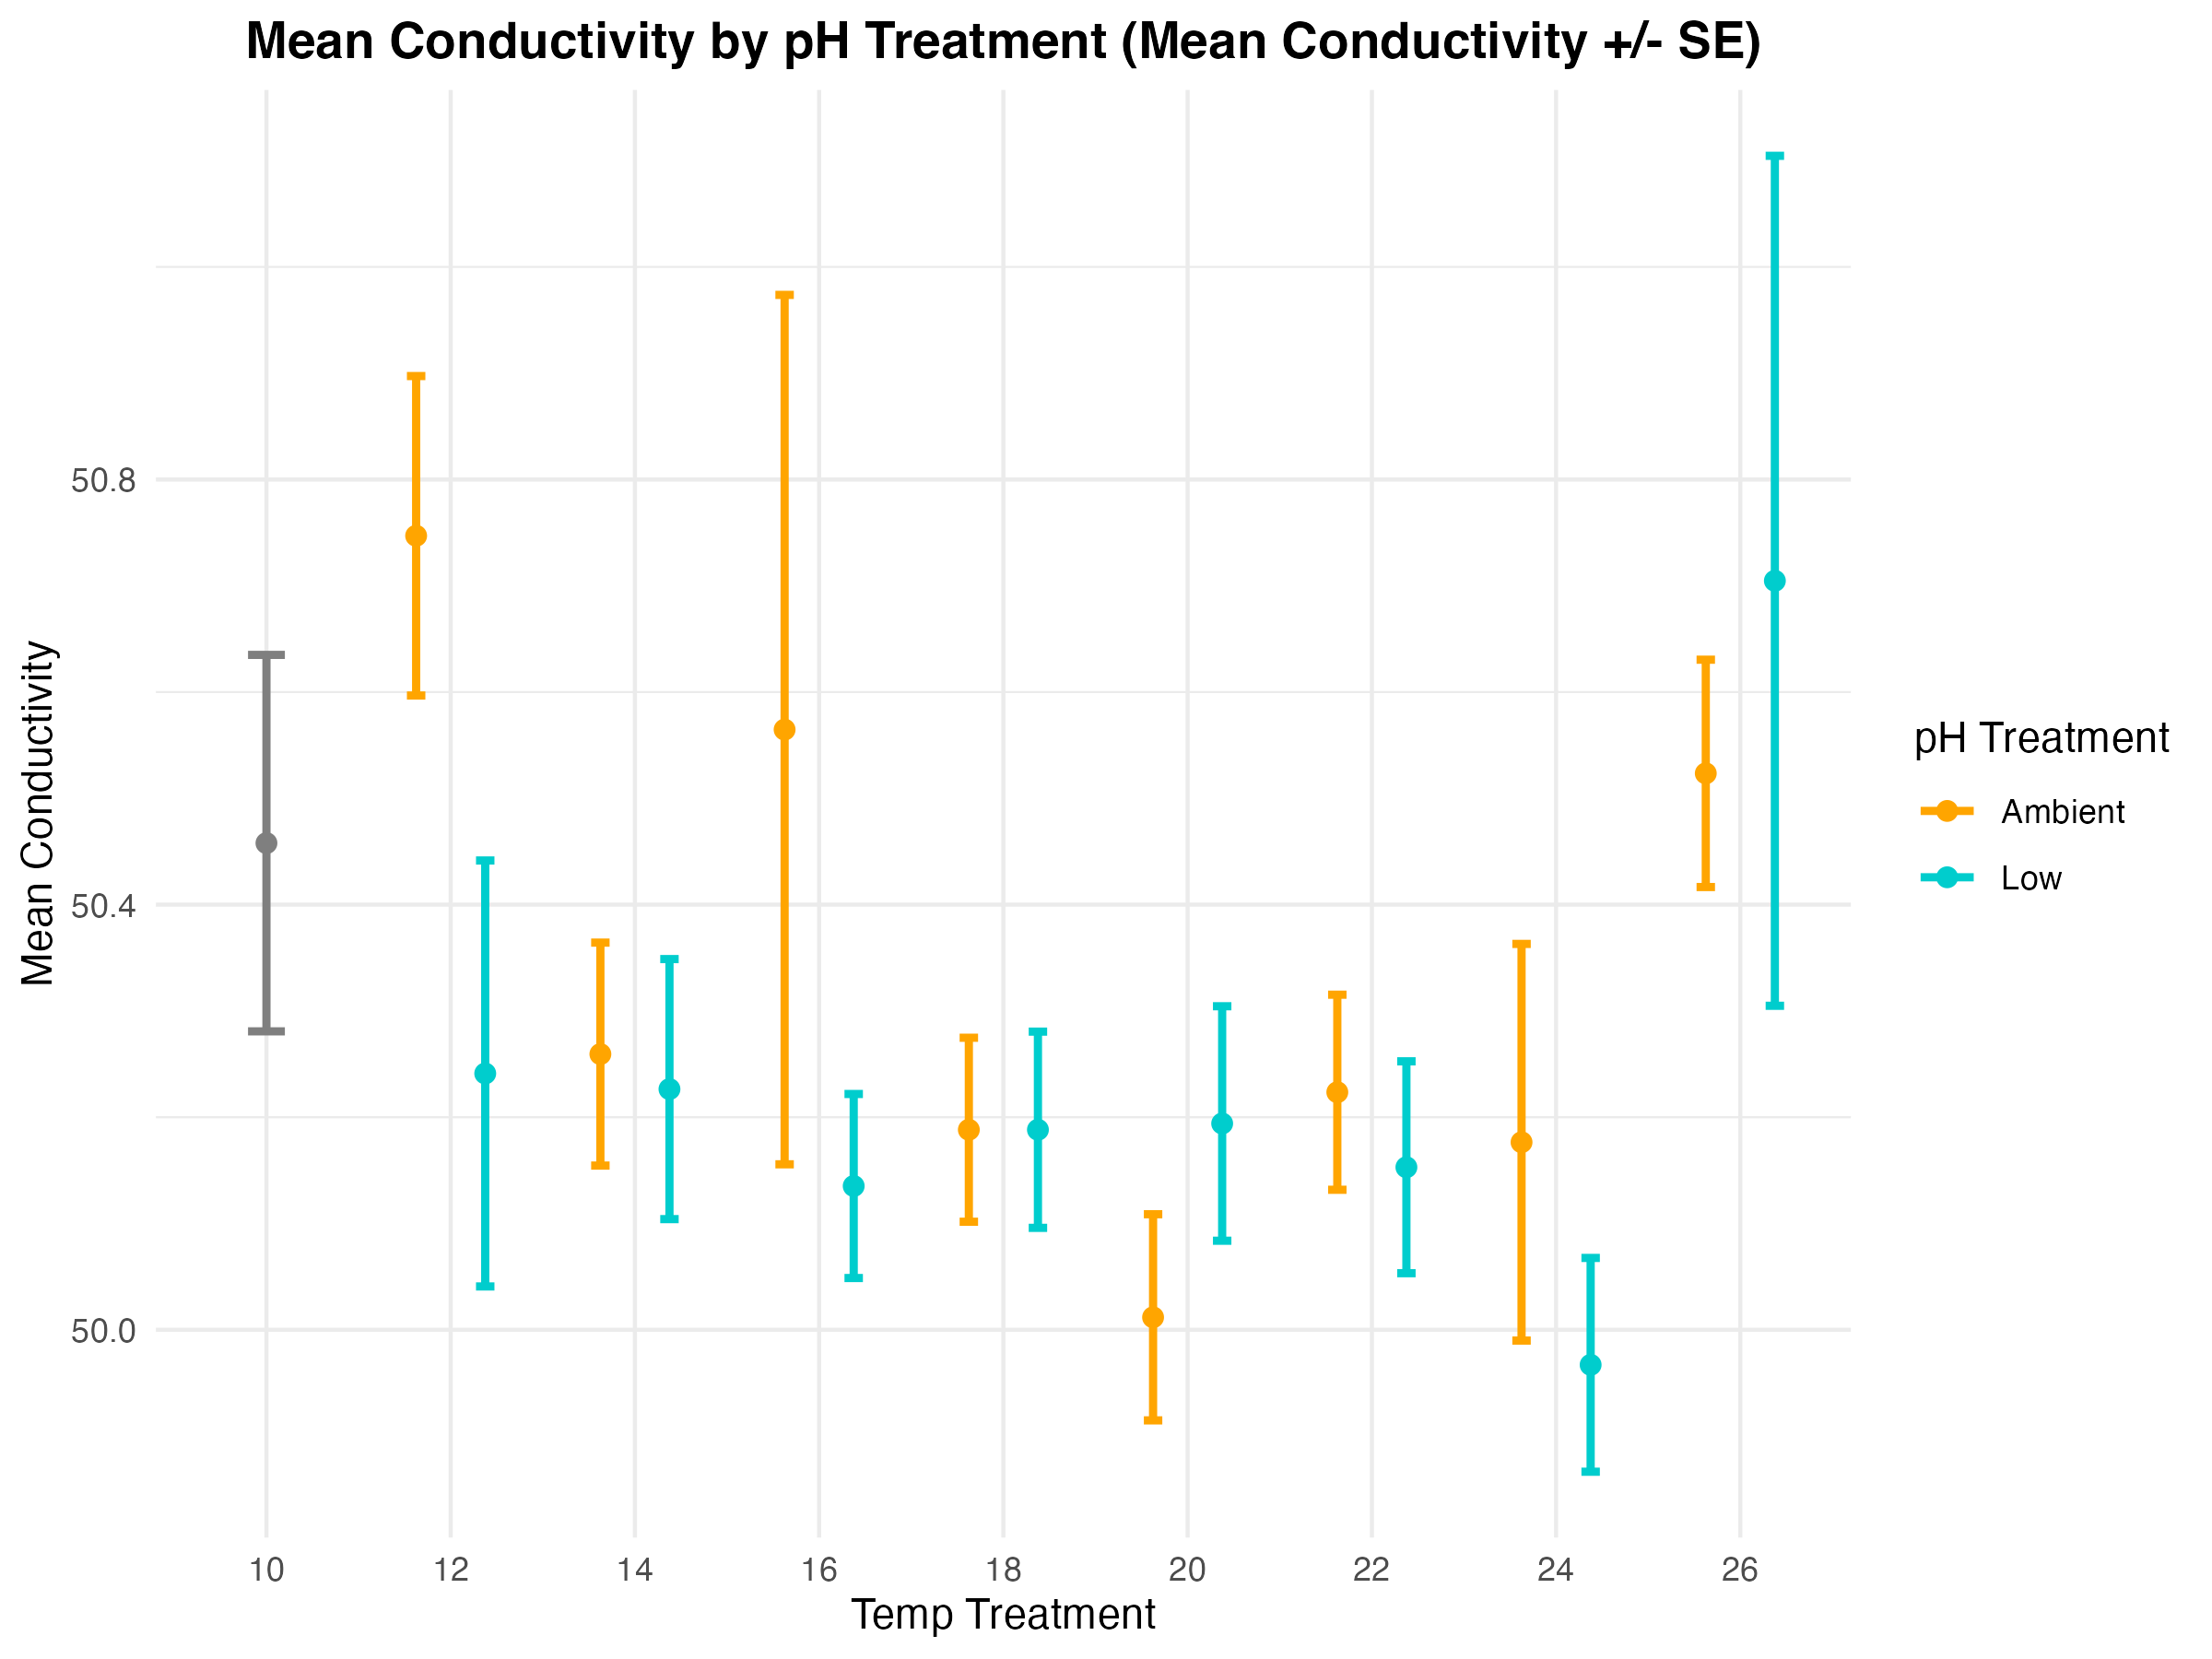 Mean Conductivity by pH Treatment (Mean Conductivity +/- SE)
Mean Conductivity
50.8
50.4
50.0
10 12 14 16 18 20 22 24 26
Temp Treatment
pH Treatment
Ambient
Low